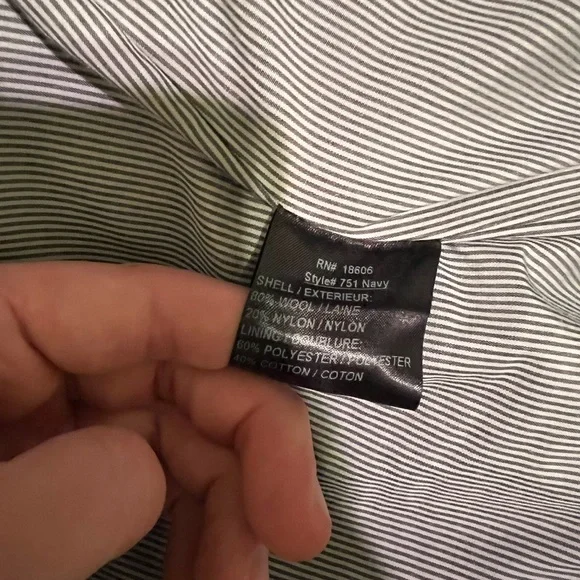 RN# 18606
Style# 751 Navy
SHELL / EXTERIEUR:
80% WOOL / LAINE
20% NYLON / NYLON
LINING / DOUBLURE:
60% POLYESTER / POLYESTER
40% COTTON / COTON